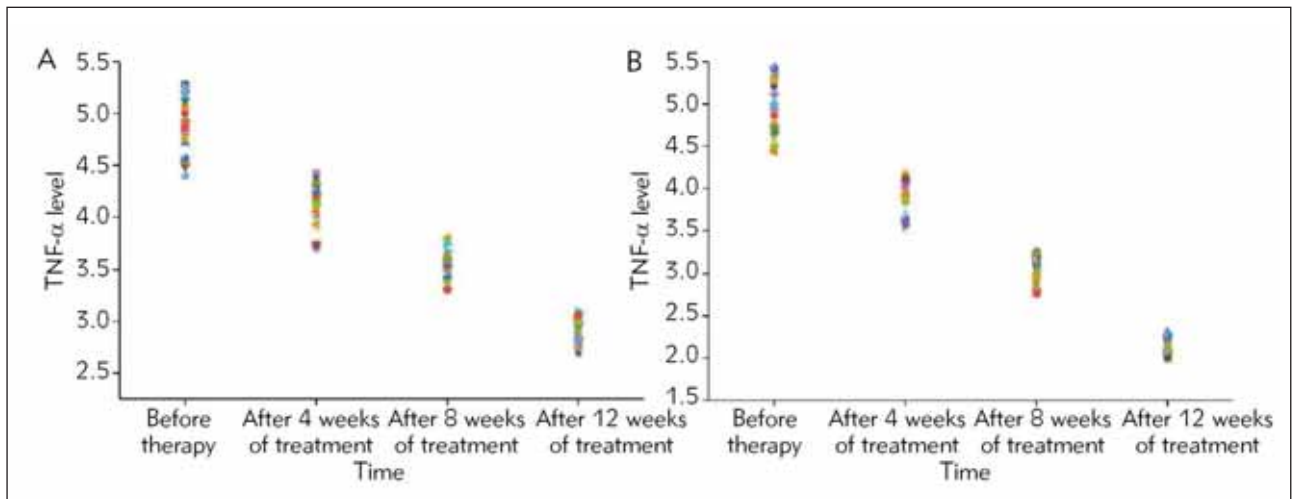 A
TNF-α level
5.5
5.0
4.5
4.0
3.5
3.0
2.5
Before therapy
After 4 weeks of treatment
After 8 weeks of treatment
After 12 weeks of treatment
Time
B
TNF-α level
5.5
5.0
4.5
4.0
3.5
3.0
2.5
2.0
1.5
Before therapy
After 4 weeks of treatment
After 8 weeks of treatment
After 12 weeks of treatment
Time